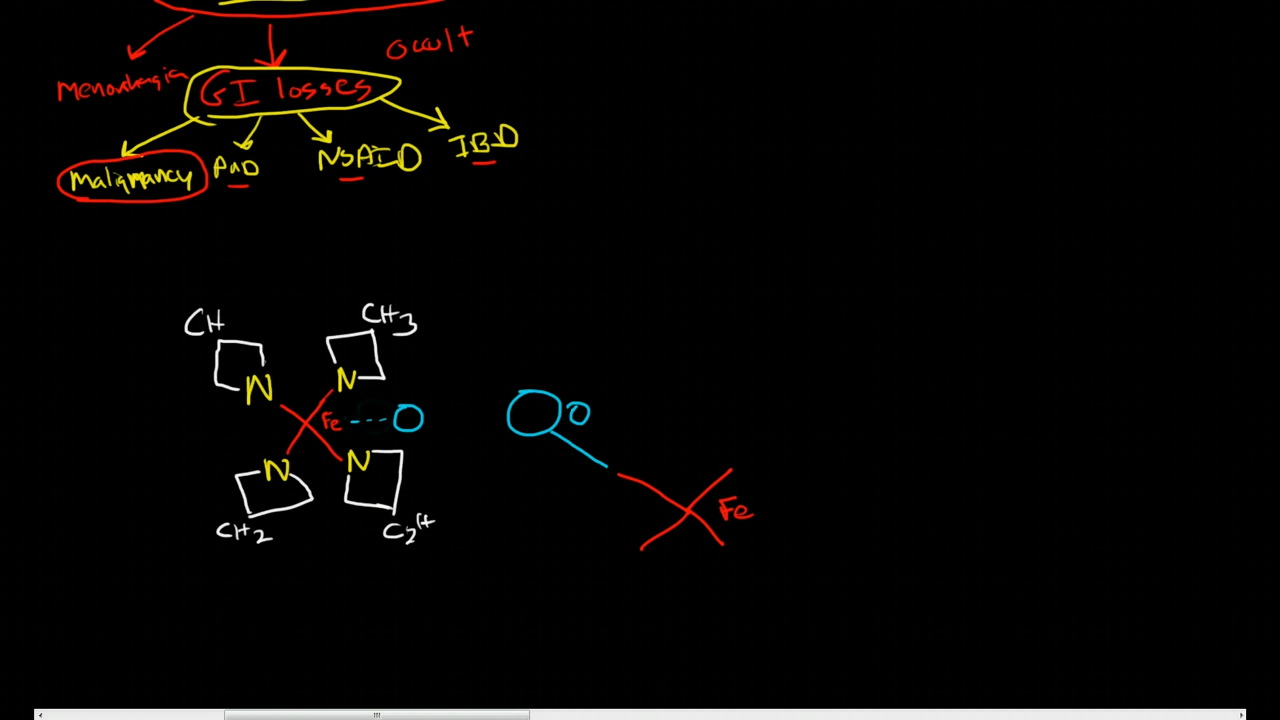 Occult
Menorrhagia
GI losses
Malignancy PUD NSAID IBD
CH CH3
N N
Fe --- O
O
N N
CH2 C2H
Fe